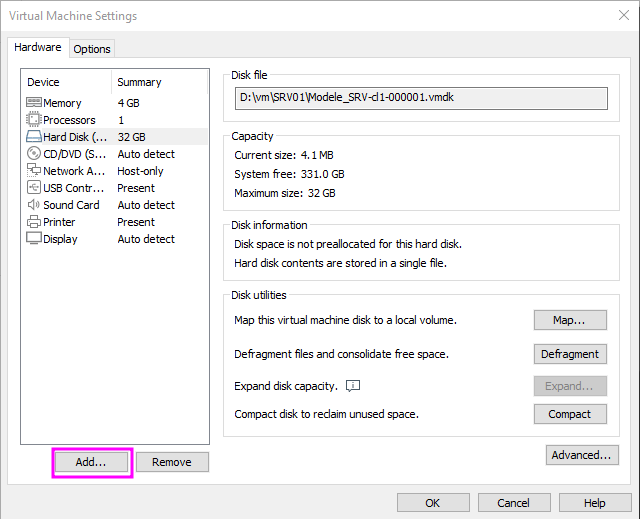 Virtual Machine Settings
Hardware Options
Device Summary
Memory 4 GB
Processors 1
Hard Disk (... 32 GB
CD/DVD (S... Auto detect
Network A... Host-only
USB Contr... Present
Sound Card Auto detect
Printer Present
Display Auto detect
Add... Remove
Disk file
D:\vm\SRV01\Modele_SRV-cl1-000001.vmdk
Capacity
Current size: 4.1 MB
System free: 331.0 GB
Maximum size: 32 GB
Disk information
Disk space is not preallocated for this hard disk.
Hard disk contents are stored in a single file.
Disk utilities
Map this virtual machine disk to a local volume. Map...
Defragment files and consolidate free space. Defragment
Expand disk capacity. Expand...
Compact disk to reclaim unused space. Compact
Advanced...
OK Cancel Help